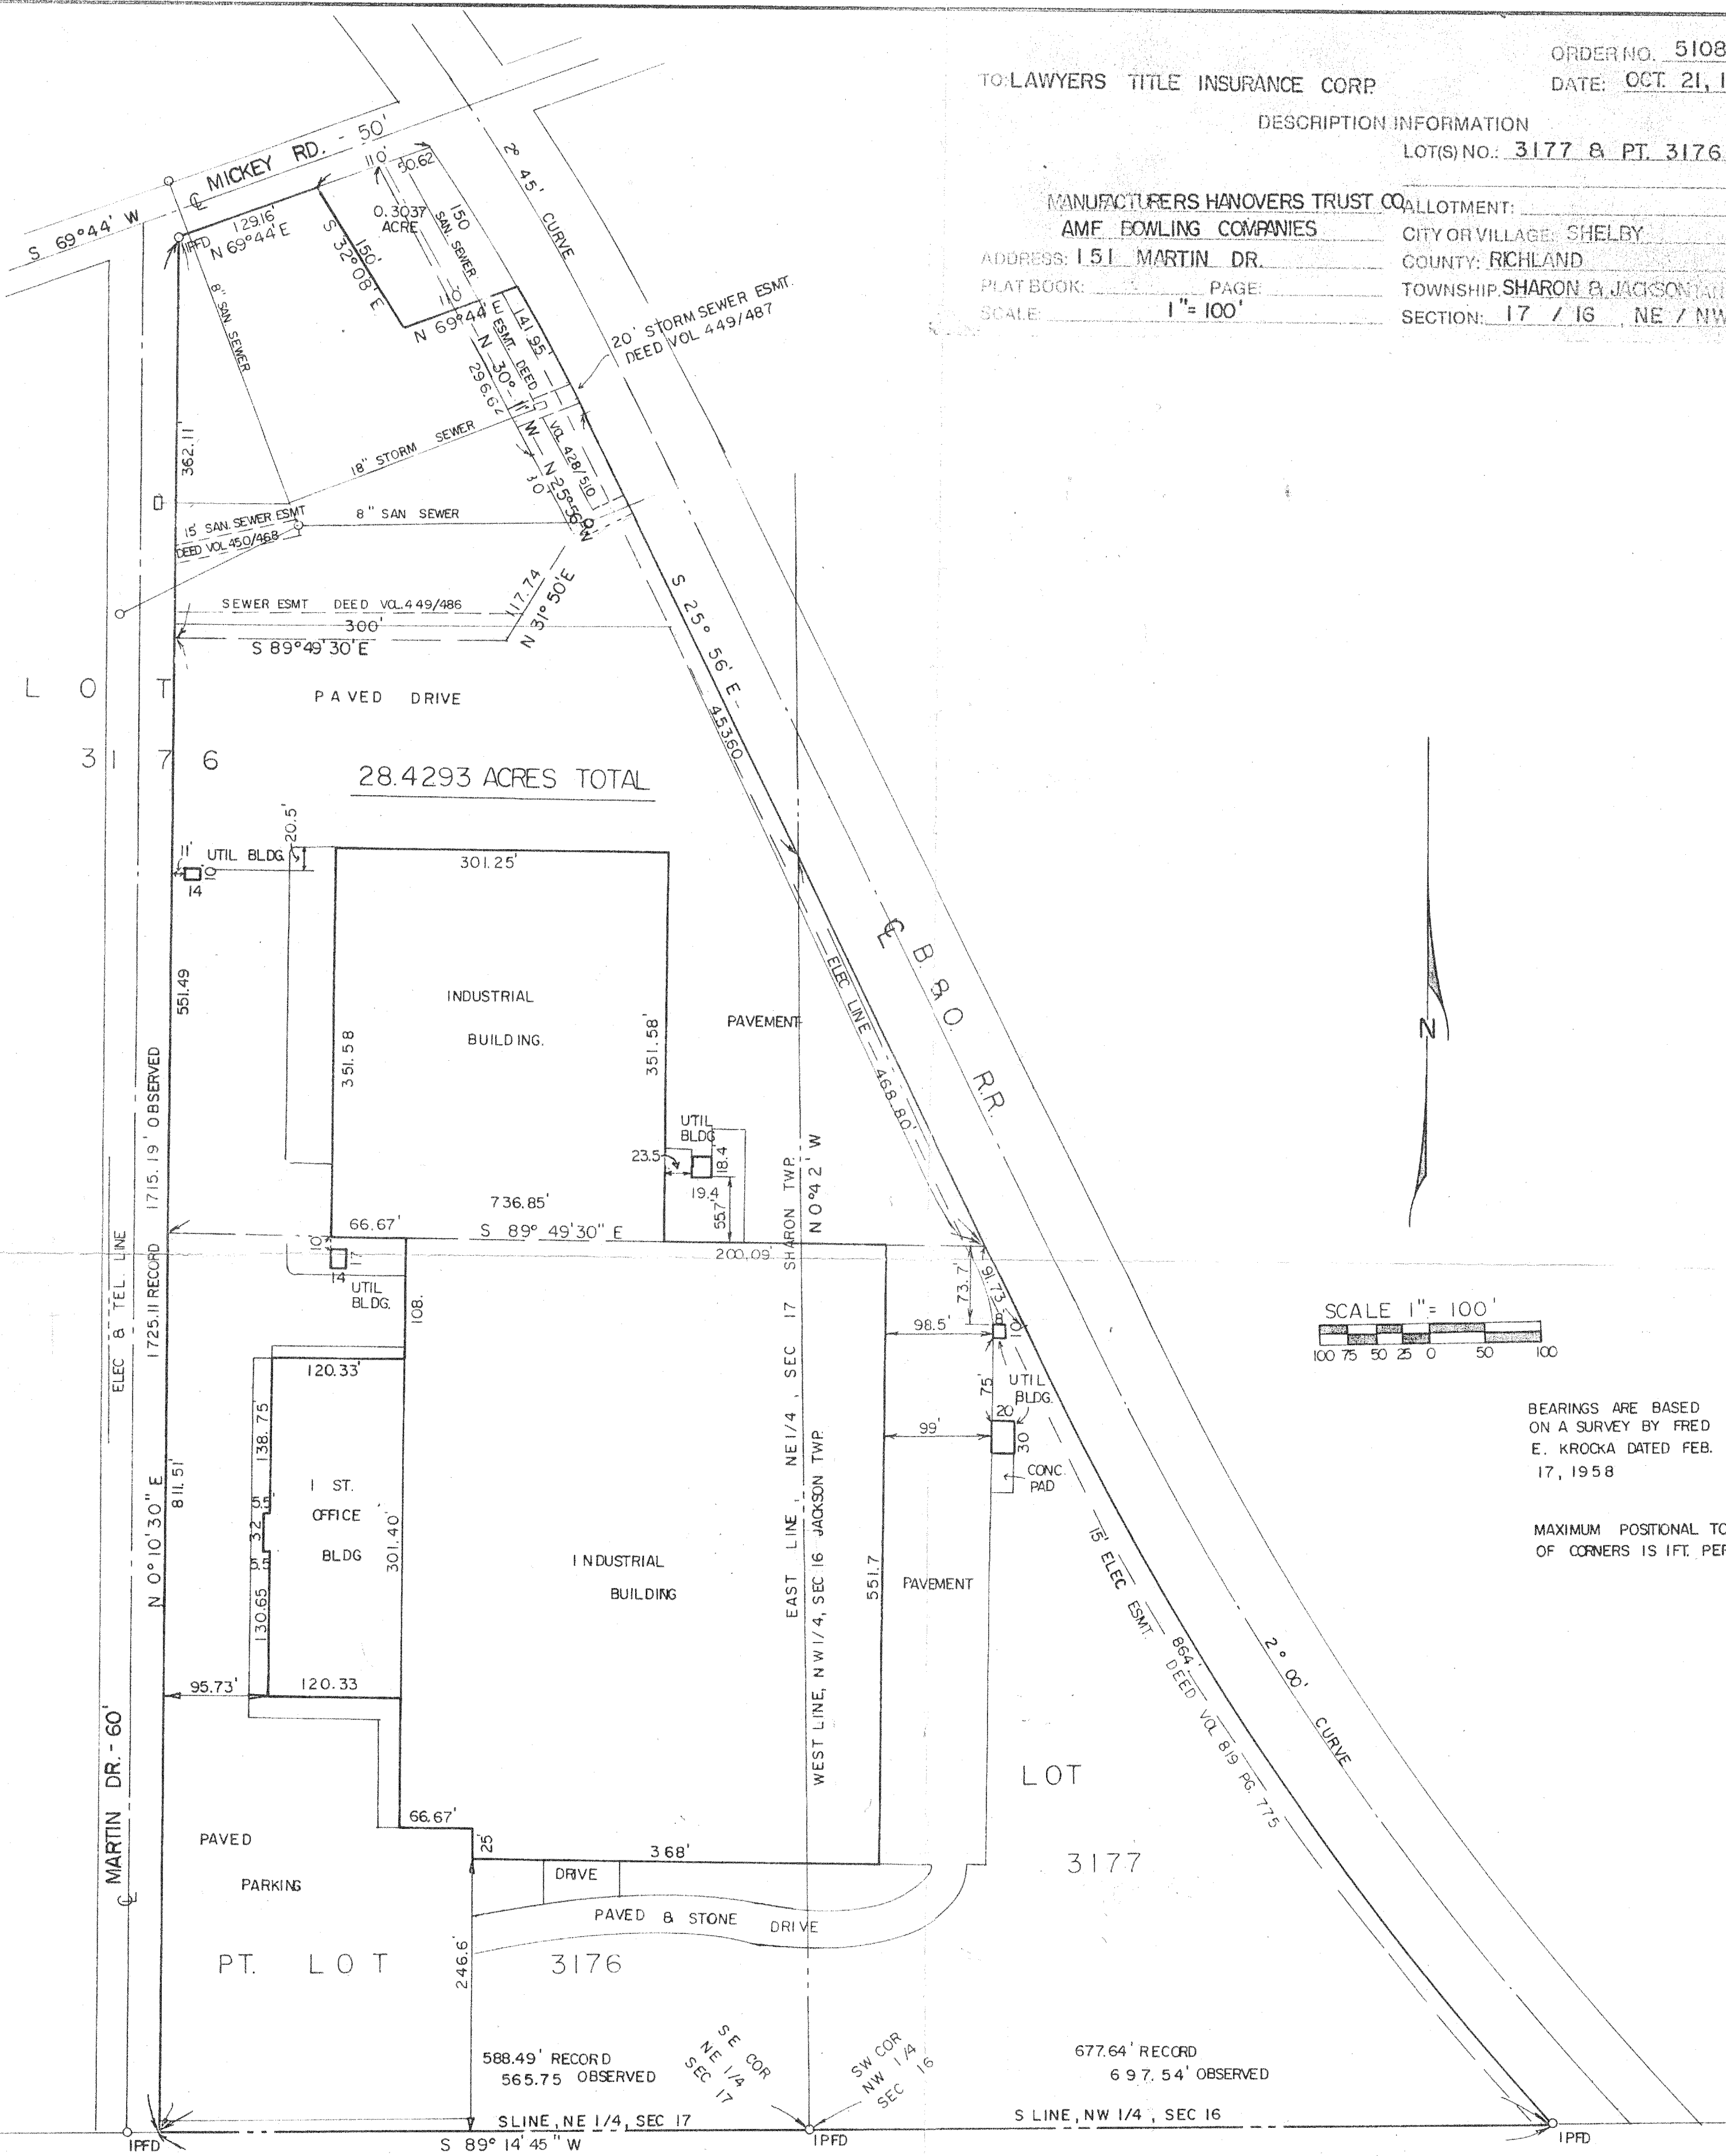 ORDER NO. 5108
TO: LAWYERS TITLE INSURANCE CORP.
DATE: OCT. 21, 1
DESCRIPTION INFORMATION
LOT(S) NO.: 3177 & PT. 3176
MANUFACTURERS HANOVERS TRUST CO.
ALLOTMENT:
AMF BOWLING COMPANIES
CITY OR VILLAGE: SHELBY
ADDRESS: 151 MARTIN DR.
COUNTY: RICHLAND
PLAT BOOK: PAGE:
TOWNSHIP: SHARON & JACKSON
SCALE: 1"= 100'
SECTION: 17 / 16 , NE / NW
MICKEY RD. - 50'
S 69°44' W
IPFD
129.16'
N 69°44'E
110'
50.62
0.3037
ACRE
150
SAN. SEWER
S 32°08' E
150'
110'
N 69°44' E
2° 45' CURVE
8" SAN. SEWER
141.95'
ESMT. DEED VOL 428/510
N 30° 11' W
296.62
20' STORM SEWER ESMT.
DEED VOL 449/487
362.11'
18" STORM SEWER
N 25°56' W
30'
15' SAN. SEWER ESMT
DEED VOL 450/468
8" SAN SEWER
SEWER ESMT DEED VOL.449/486
300'
S 89°49'30"E
117.74
N 31° 50'E
S 25° 56' E
453.60
LOT
3176
PAVED DRIVE
28.4293 ACRES TOTAL
20.5'
11'
UTIL BLDG.
10
14
301.25'
551.49
INDUSTRIAL
BUILDING.
351.58
351.58'
PAVEMENT
ELEC LINE
468.80'
℄ B. & O. R.R.
N
UTIL
BLDG
23.5
18.4'
19.4
55.7'
736.85'
66.67'
S 89° 49'30" E
200.09'
N 0°42' W
10'
17
14
UTIL
BLDG.
108.
1715.19' OBSERVED
1725.11 RECORD
ELEC & TEL. LINE
N 0°10'30" E
811.51'
91.73
73.7'
98.5'
8
10
75'
UTIL
BLDG.
20'
30
99'
CONC.
PAD
SCALE 1"= 100'
100 75 50 25 0 50 100
BEARINGS ARE BASED
ON A SURVEY BY FRED
E. KROCKA DATED FEB.
17, 1958
MAXIMUM POSITIONAL TO
OF CORNERS IS 1FT. PER
120.33'
138.75
5.5'
32'
5.5
130.65
1 ST.
OFFICE
BLDG
301.40'
95.73'
120.33
INDUSTRIAL
BUILDING
EAST LINE, NE1/4, SEC 17 SHARON TWP.
WEST LINE, NW1/4, SEC 16 JACKSON TWP.
551.7
PAVEMENT
15' ELEC ESMT.
864'
DEED VOL 819 PG. 775
2° 00' CURVE
℄ MARTIN DR. - 60'
66.67'
25'
368'
PAVED
PARKING
DRIVE
PAVED & STONE DRIVE
LOT
3177
246.6'
PT. LOT 3176
588.49' RECORD
565.75 OBSERVED
SE COR
NE 1/4
SEC 17
SW COR
NW 1/4
SEC 16
677.64' RECORD
697.54' OBSERVED
S LINE, NE 1/4, SEC 17
S LINE, NW 1/4, SEC 16
IPFD
S 89° 14'45" W
IPFD
IPFD